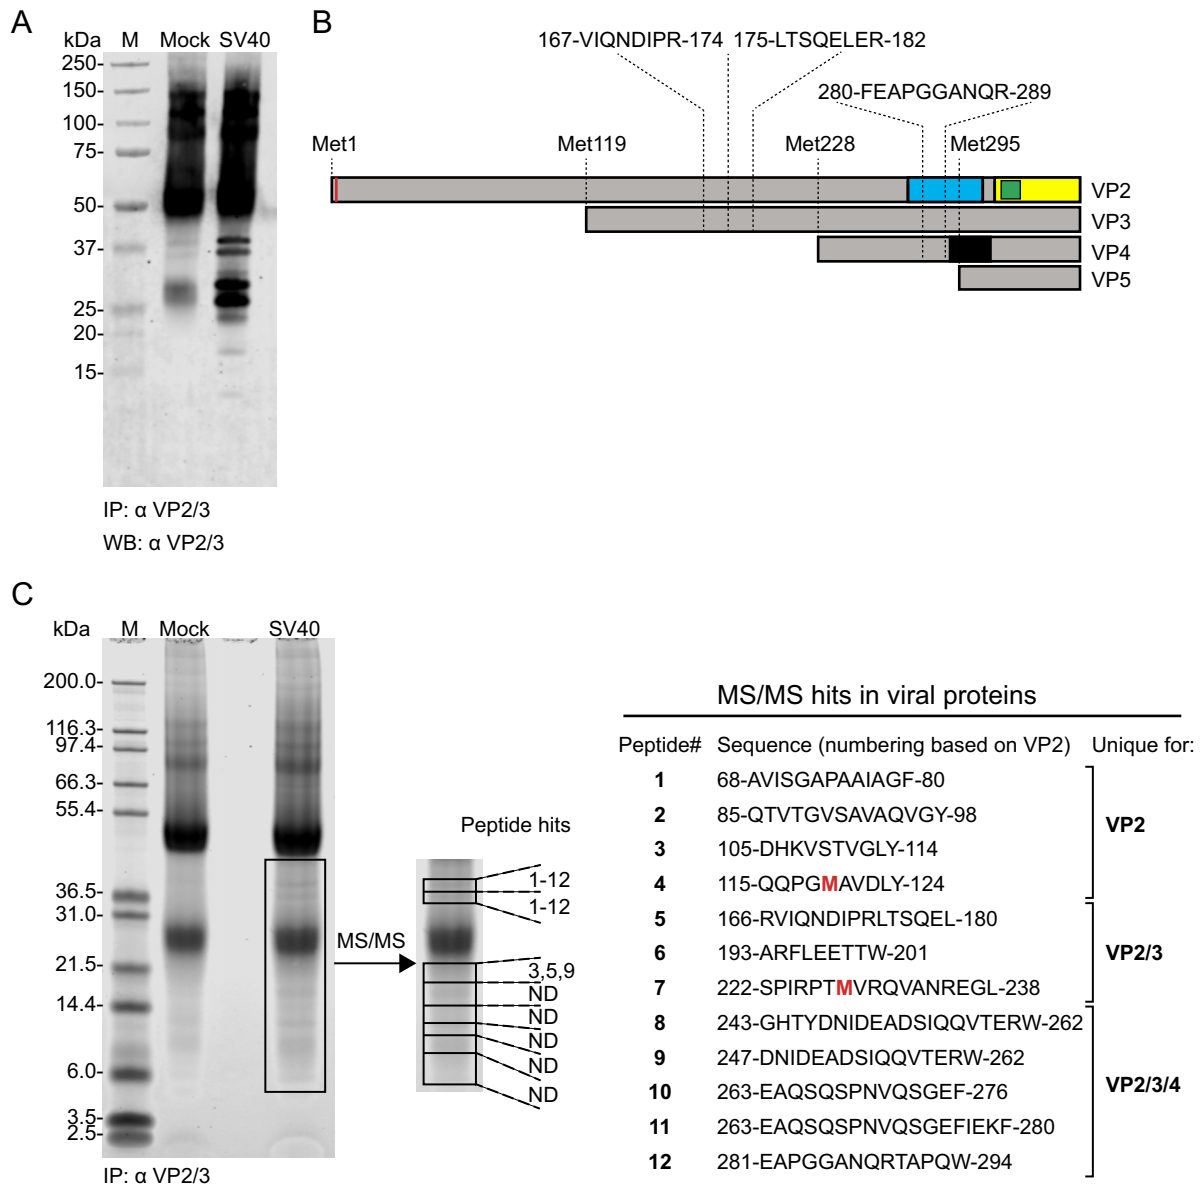 A
kDa M Mock SV40
250-
150-
100-
75-
50-
37-
25-
20-
15-
IP: α VP2/3
WB: α VP2/3
B
167-VIQNDIPR-174 175-LTSQELER-182
280-FEAPGGANQR-289
Met1 Met119 Met228 Met295
VP2
VP3
VP4
VP5
C
kDa M Mock SV40
200.0-
116.3-
97.4-
66.3-
55.4-
36.5-
31.0-
21.5-
14.4-
6.0-
3.5-
2.5-
IP: α VP2/3
MS/MS
Peptide hits
1-12
1-12
3,5,9
ND
ND
ND
ND
ND
MS/MS hits in viral proteins
Peptide# Sequence (numbering based on VP2) Unique for:
1 68-AVISGAPAAIAGF-80
2 85-QTVTGVSAVAQVGY-98
3 105-DHKVSTVGLY-114
4 115-QQPGMAVDLY-124
VP2
5 166-RVIQNDIPRLTSQEL-180
6 193-ARFLEETTW-201
7 222-SPIRPTMVRQVANREGL-238
VP2/3
8 243-GHTYDNIDEADSIQQVTERW-262
9 247-DNIDEADSIQQVTERW-262
10 263-EAQSQSPNVQSGEF-276
11 263-EAQSQSPNVQSGEFIEKF-280
12 281-EAPGGANQRTAPQW-294
VP2/3/4